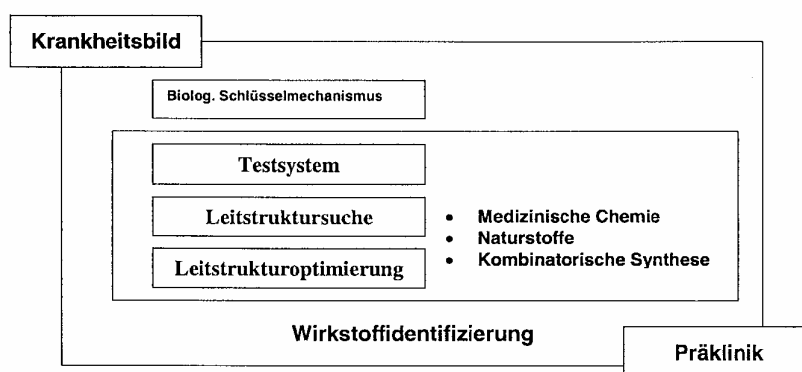 Krankheitsbild
Biolog. Schlüsselmechanismus
Testsystem
Leitstruktursuche
Leitstrukturoptimierung
• Medizinische Chemie
• Naturstoffe
• Kombinatorische Synthese
Wirkstoffidentifizierung
Präklinik